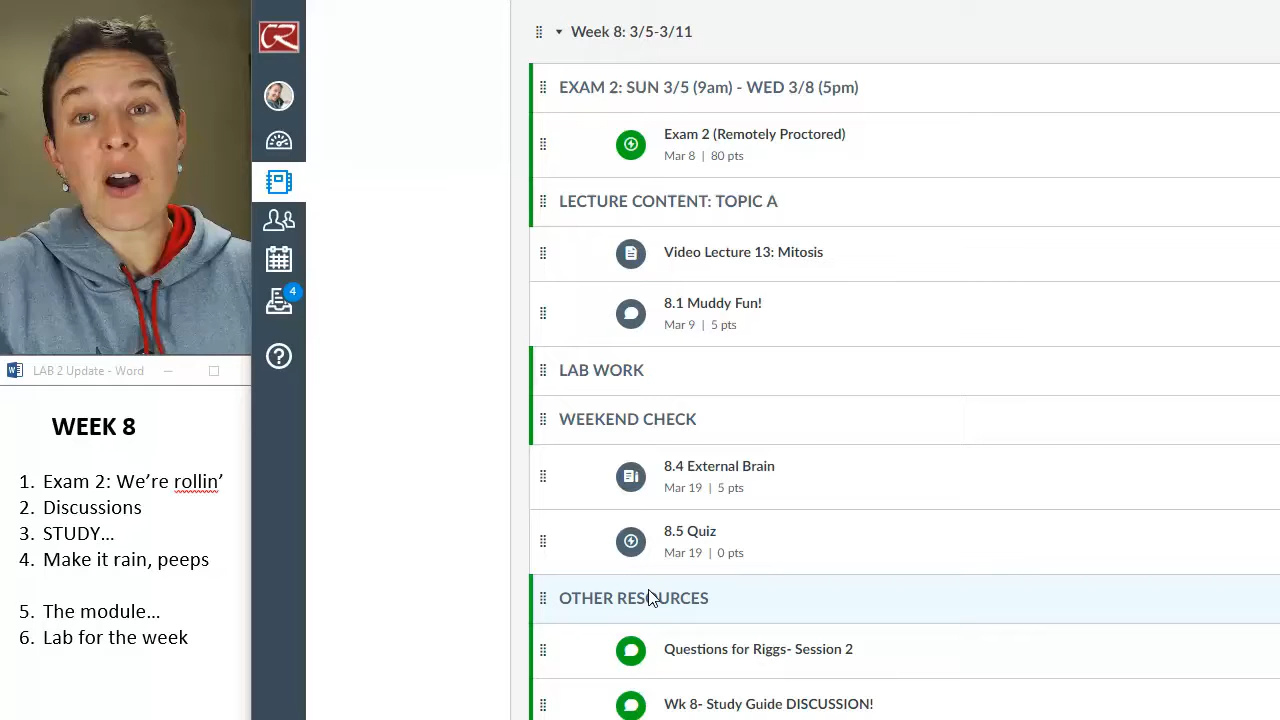 CR
4
LAB 2 Update - Word
WEEK 8
1. Exam 2: We're rollin'
2. Discussions
3. STUDY...
4. Make it rain, peeps
5. The module...
6. Lab for the week
Week 8: 3/5-3/11
EXAM 2: SUN 3/5 (9am) - WED 3/8 (5pm)
Exam 2 (Remotely Proctored)
Mar 8 | 80 pts
LECTURE CONTENT: TOPIC A
Video Lecture 13: Mitosis
8.1 Muddy Fun!
Mar 9 | 5 pts
LAB WORK
WEEKEND CHECK
8.4 External Brain
Mar 19 | 5 pts
8.5 Quiz
Mar 19 | 0 pts
OTHER RESOURCES
Questions for Riggs- Session 2
Wk 8- Study Guide DISCUSSION!